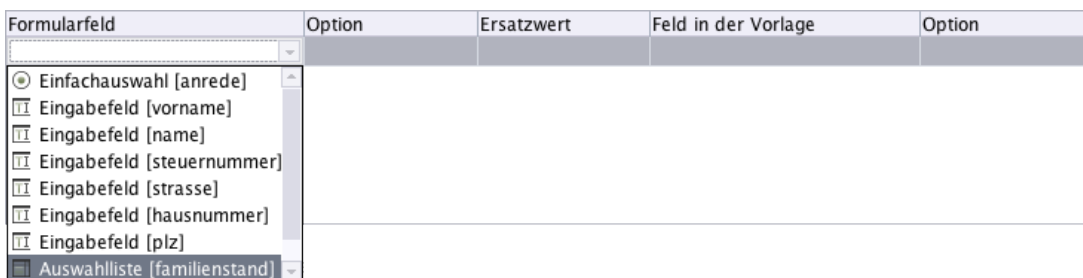 Formularfeld Option Ersatzwert Feld in der Vorlage Option
Einfachauswahl [anrede]
Eingabefeld [vorname]
Eingabefeld [name]
Eingabefeld [steuernummer]
Eingabefeld [strasse]
Eingabefeld [hausnummer]
Eingabefeld [plz]
Auswahlliste [familienstand]